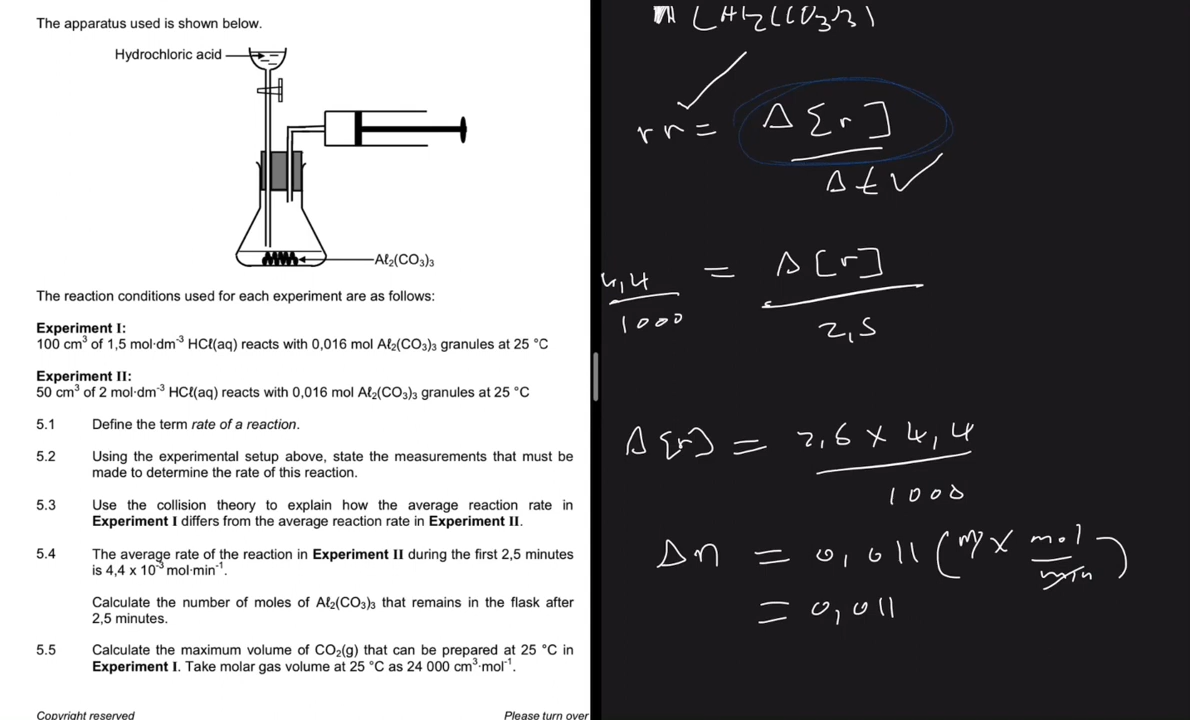 The apparatus used is shown below.
Hydrochloric acid
Aℓ₂(CO₃)₃
The reaction conditions used for each experiment are as follows:
Experiment I:
100 cm³ of 1,5 mol·dm⁻³ HCℓ(aq) reacts with 0,016 mol Aℓ₂(CO₃)₃ granules at 25 °C
Experiment II:
50 cm³ of 2 mol·dm⁻³ HCℓ(aq) reacts with 0,016 mol Aℓ₂(CO₃)₃ granules at 25 °C
5.1 Define the term rate of a reaction.
5.2 Using the experimental setup above, state the measurements that must be
made to determine the rate of this reaction.
5.3 Use the collision theory to explain how the average reaction rate in
Experiment I differs from the average reaction rate in Experiment II.
5.4 The average rate of the reaction in Experiment II during the first 2,5 minutes
is 4,4 x 10⁻³ mol·min⁻¹.
Calculate the number of moles of Aℓ₂(CO₃)₃ that remains in the flask after
2,5 minutes.
5.5 Calculate the maximum volume of CO₂(g) that can be prepared at 25 °C in
Experiment I. Take molar gas volume at 25 °C as 24 000 cm³·mol⁻¹.
Copyright reserved Please turn over
rr = Δ[r]
Δt
4,4 = Δ[r]
1000 2,5
Δ[r] = 2,5 x 4,4
1000
Δn = 0,011 (m x mol
min)
= 0,011